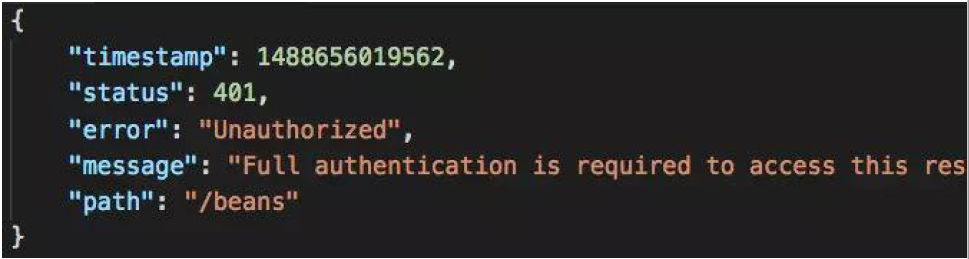 {
"timestamp": 1488656019562,
"status": 401,
"error": "Unauthorized",
"message": "Full authentication is required to access this res
"path": "/beans"
}